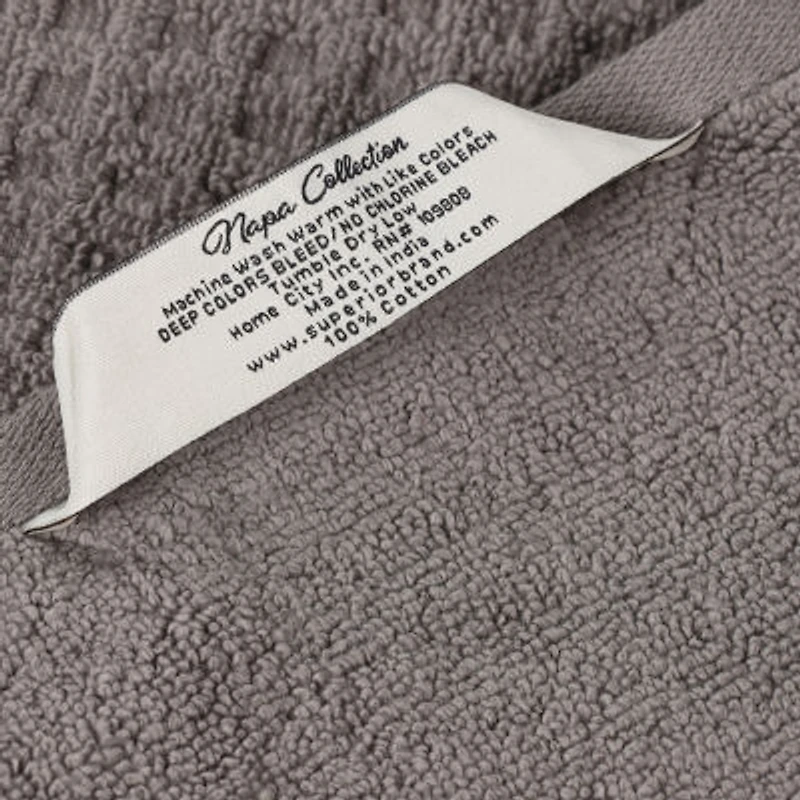 Napa Collection
Machine Wash Warm with Like Colors
DEEP COLORS BLEED/NO CHLORINE BLEACH
Tumble Dry Low
Home City Inc. RN# 109808
Made in India
www.superiorbrand.com
100% Cotton